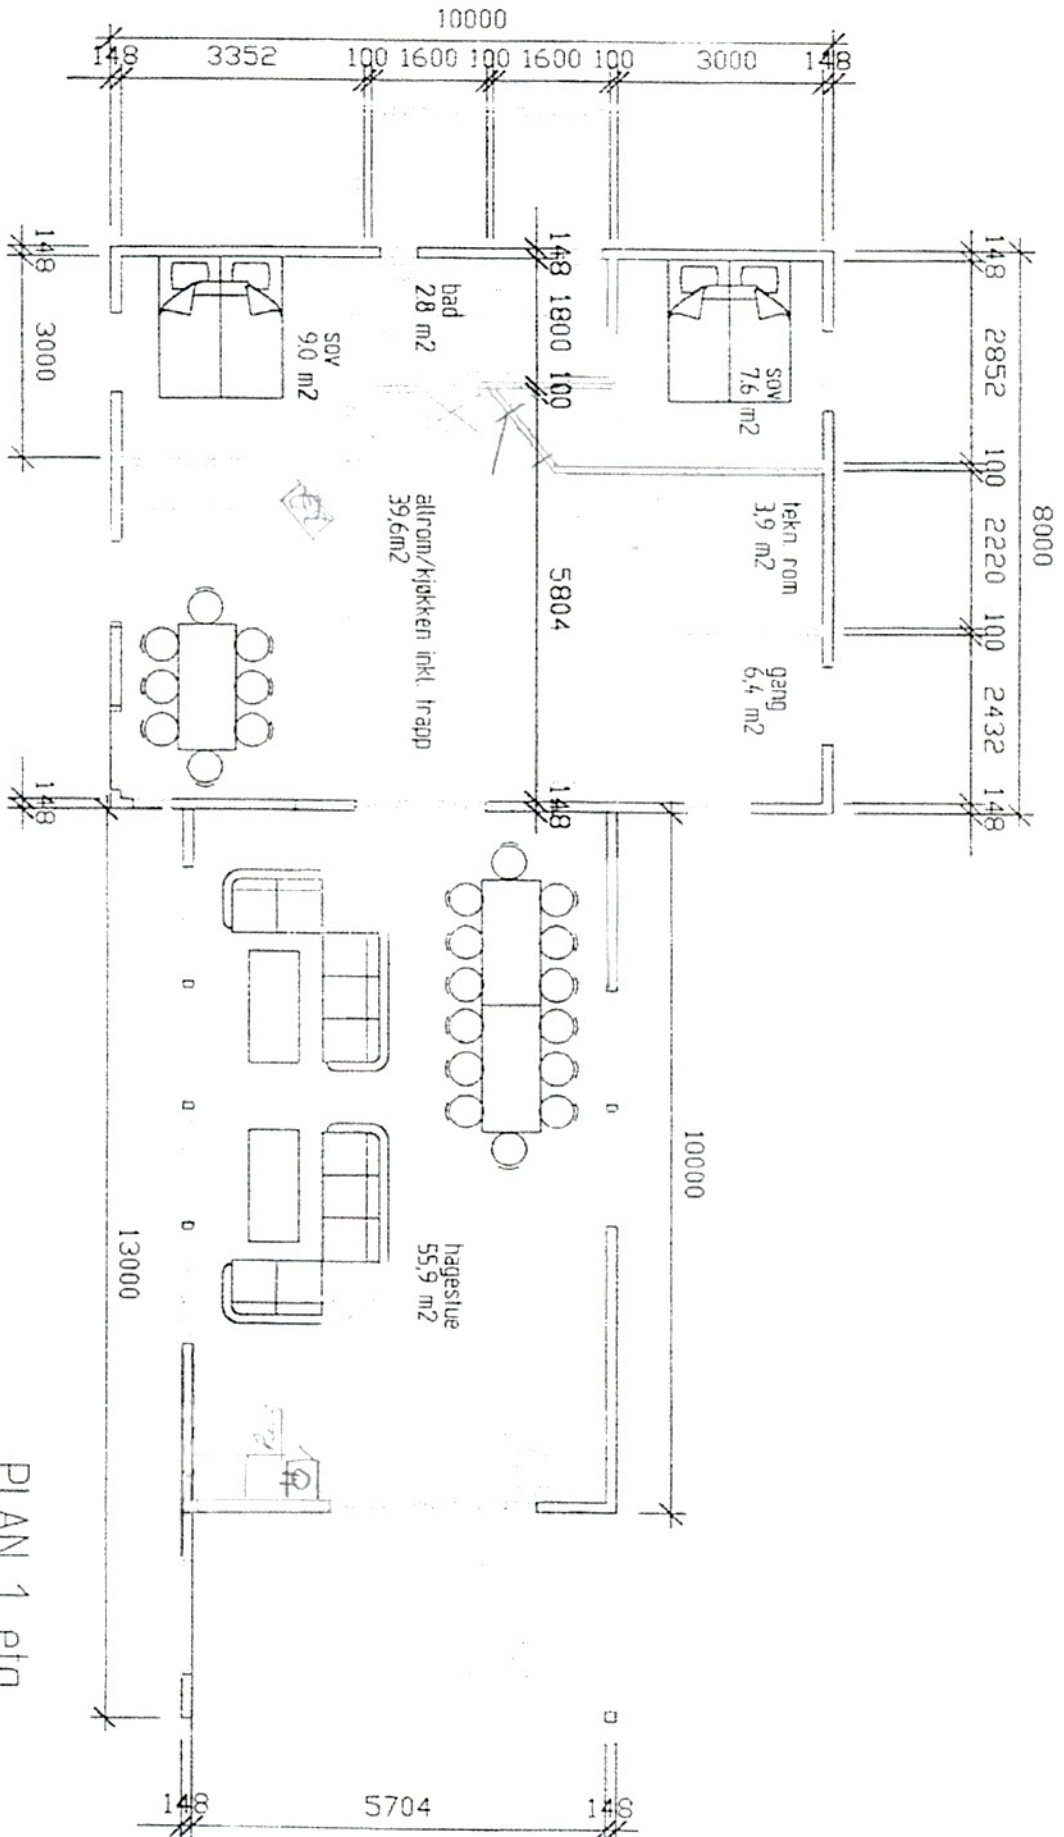 10000
148 3352 100 1600 100 1600 100 3000 148
8000
148 2852 100 2220 100 2432 148
148 3000 148
148 1800 100 5804 148
sov
9.0 m2
bad
2.8 m2
sov
7.6 m2
tekn. rom
3,9 m2
gang
6,4 m2
allrom/kjøkken inkl. trapp
39,6m2
hagestue
55,9 m2
10000
13000
148 5704 148
PLAN 1 etg